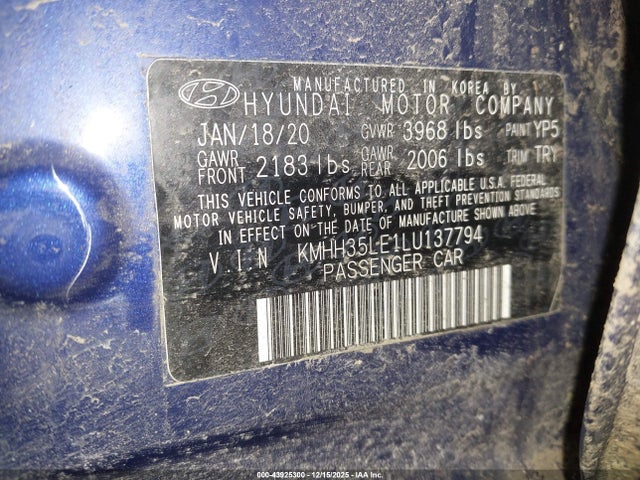 MANUFACTURED IN KOREA BY
HYUNDAI MOTOR COMPANY
JAN/18/20 GVWR 3968 lbs PAINT YP5
GAWR FRONT 2183 lbs GAWR REAR 2006 lbs TRIM TRY
THIS VEHICLE CONFORMS TO ALL APPLICABLE U.S.A. FEDERAL
MOTOR VEHICLE SAFETY, BUMPER, AND THEFT PREVENTION STANDARDS
IN EFFECT ON THE DATE OF MANUFACTURE SHOWN ABOVE.
V.I.N KMHH35LE1LU137794
PASSENGER CAR
000-43925300 - 12/15/2025 - IAA Inc.